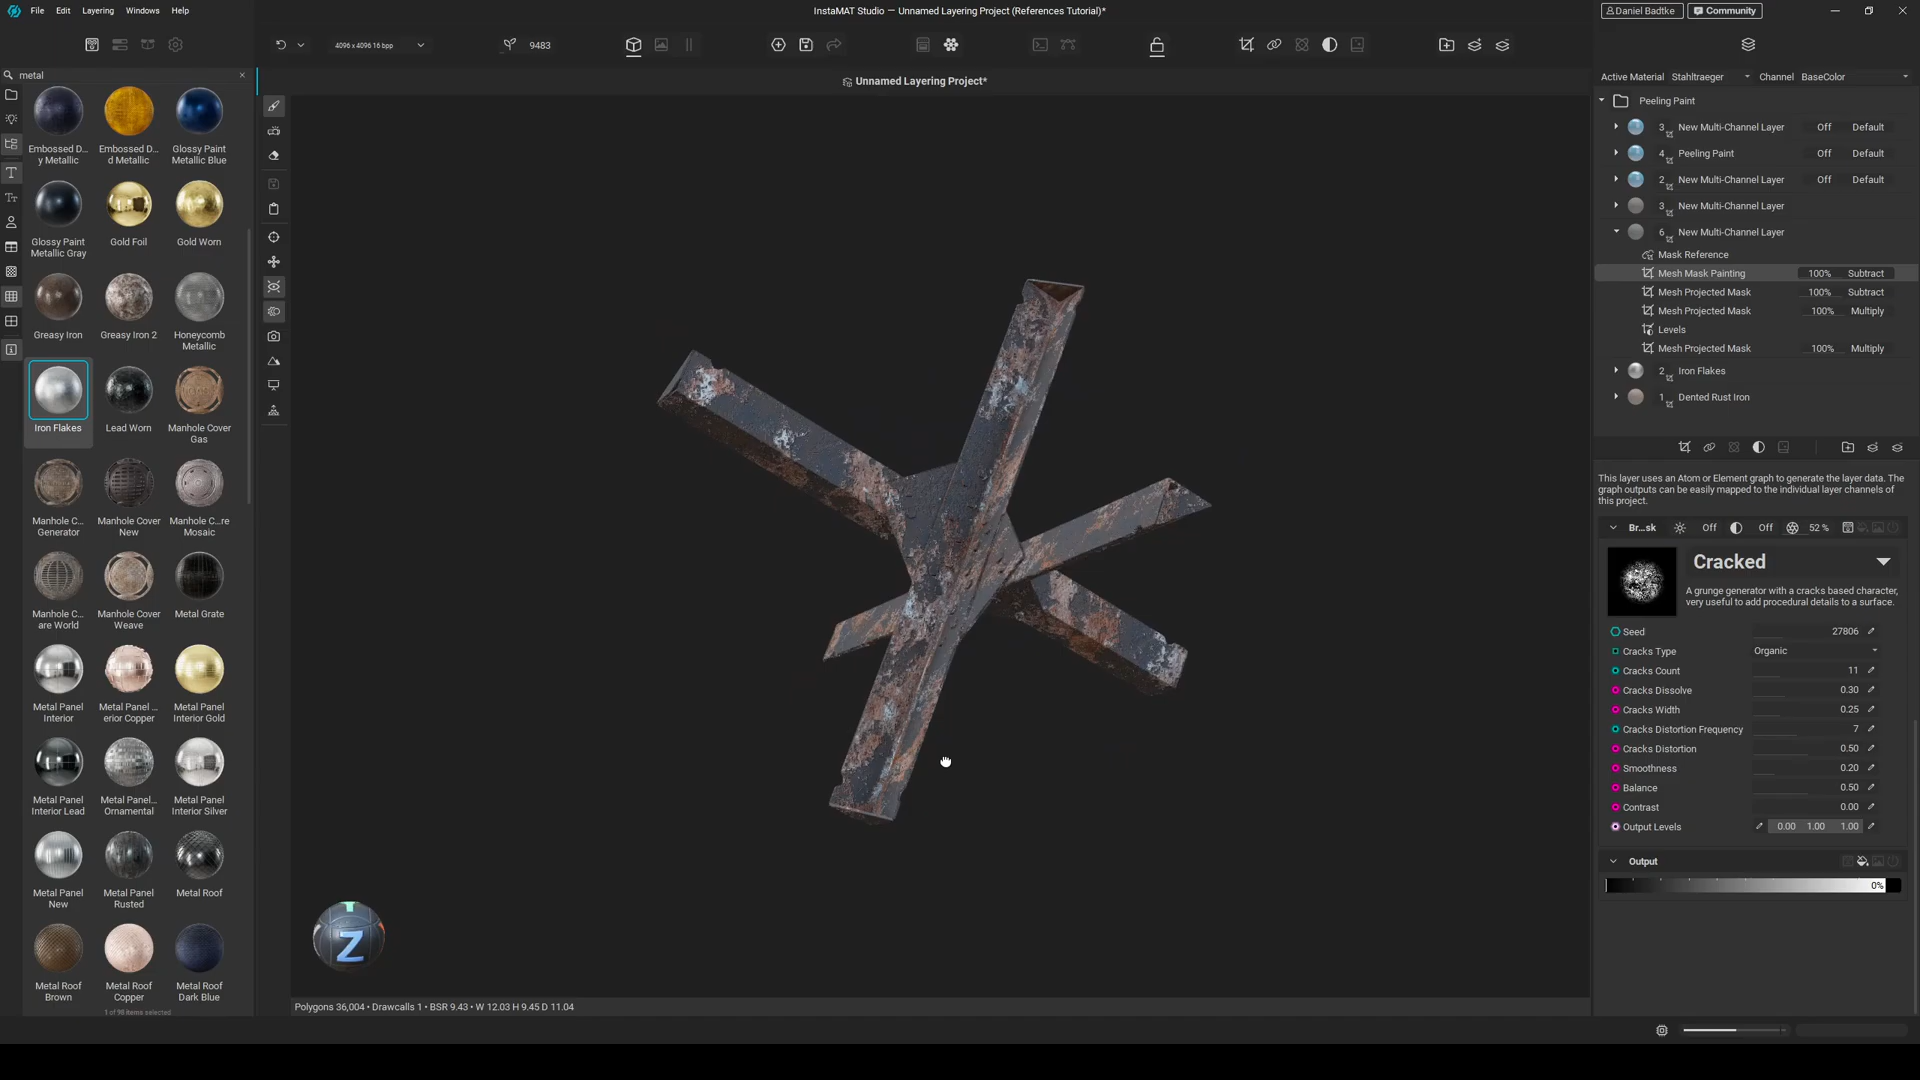 File Edit Layering Windows Help
InstaMAT Studio — Unnamed Layering Project (References Tutorial)*
Daniel Badtke
Community
4096 x 4096 16 bpp
9483
metal
Unnamed Layering Project*
Embossed D...y Metallic
Embossed D...d Metallic
Glossy Paint Metallic Blue
Glossy Paint Metallic Gray
Gold Foil
Gold Worn
Greasy Iron
Greasy Iron 2
Honeycomb Metallic
Iron Flakes
Lead Worn
Manhole Cover Gas
Manhole C... Generator
Manhole Cover New
Manhole C...re Mosaic
Manhole C...are World
Manhole Cover Weave
Metal Grate
Metal Panel Interior
Metal Panel ...erior Copper
Metal Panel Interior Gold
Metal Panel Interior Lead
Metal Panel... Ornamental
Metal Panel Interior Silver
Metal Panel New
Metal Panel Rusted
Metal Roof
Metal Roof Brown
Metal Roof Copper
Metal Roof Dark Blue
1 of 98 items selected
Z
Polygons 36,004 • Drawcalls 1 • BSR 9.43 • W 12.03 H 9.45 D 11.04
Active Material Stahltraeger Channel BaseColor
Peeling Paint
3 New Multi-Channel Layer Off Default
4 Peeling Paint Off Default
2 New Multi-Channel Layer Off Default
3 New Multi-Channel Layer
6 New Multi-Channel Layer
Mask Reference
Mesh Mask Painting 100% Subtract
Mesh Projected Mask 100% Subtract
Mesh Projected Mask 100% Multiply
Levels
Mesh Projected Mask 100% Multiply
2 Iron Flakes
1 Dented Rust Iron
This layer uses an Atom or Element graph to generate the layer data. The
graph outputs can be easily mapped to the individual layer channels of
this project.
Br...sk Off Off 52 %
Cracked
A grunge generator with a cracks based character,
very useful to add procedural details to a surface.
Seed 27806
Cracks Type Organic
Cracks Count 11
Cracks Dissolve 0.30
Cracks Width 0.25
Cracks Distortion Frequency 7
Cracks Distortion 0.50
Smoothness 0.20
Balance 0.50
Contrast 0.00
Output Levels 0.00 1.00 1.00
Output
0%